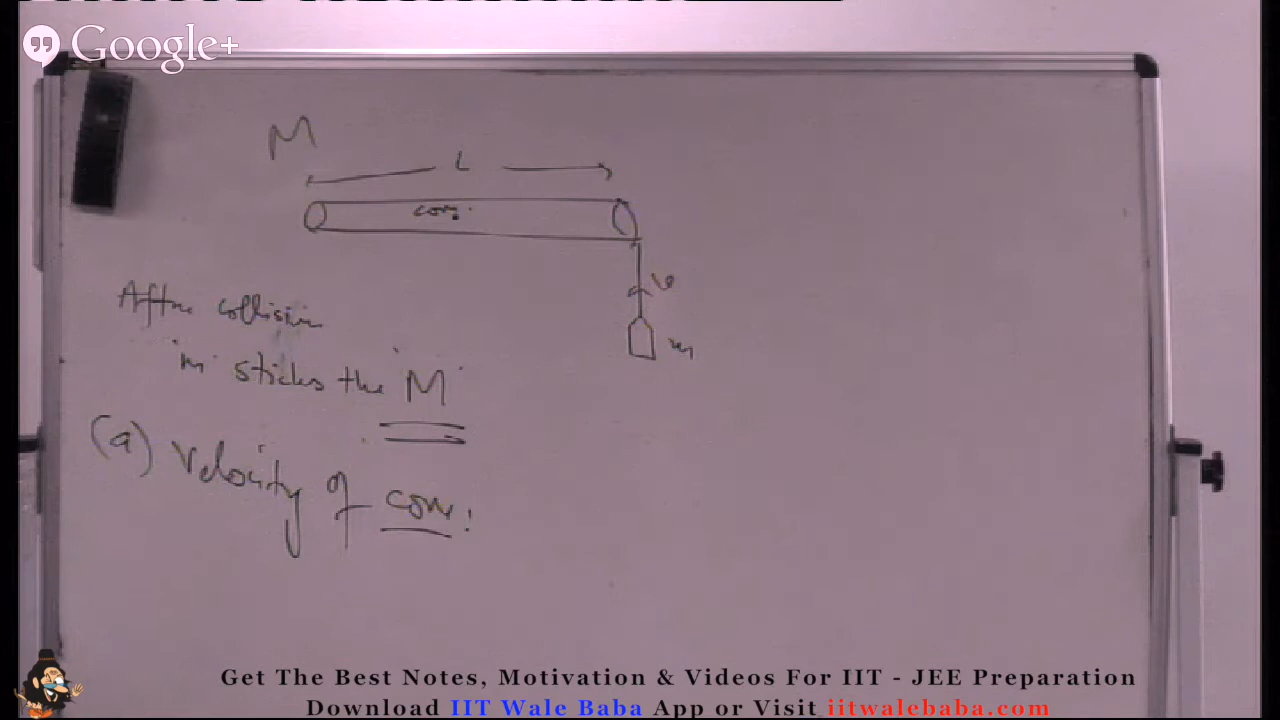 Google+
M
L
com
v
m
After collision
"m" sticks the "M"
(a) Velocity of com:
Get The Best Notes, Motivation & Videos For IIT - JEE Preparation
Download IIT Wale Baba App or Visit iitwalebaba.com